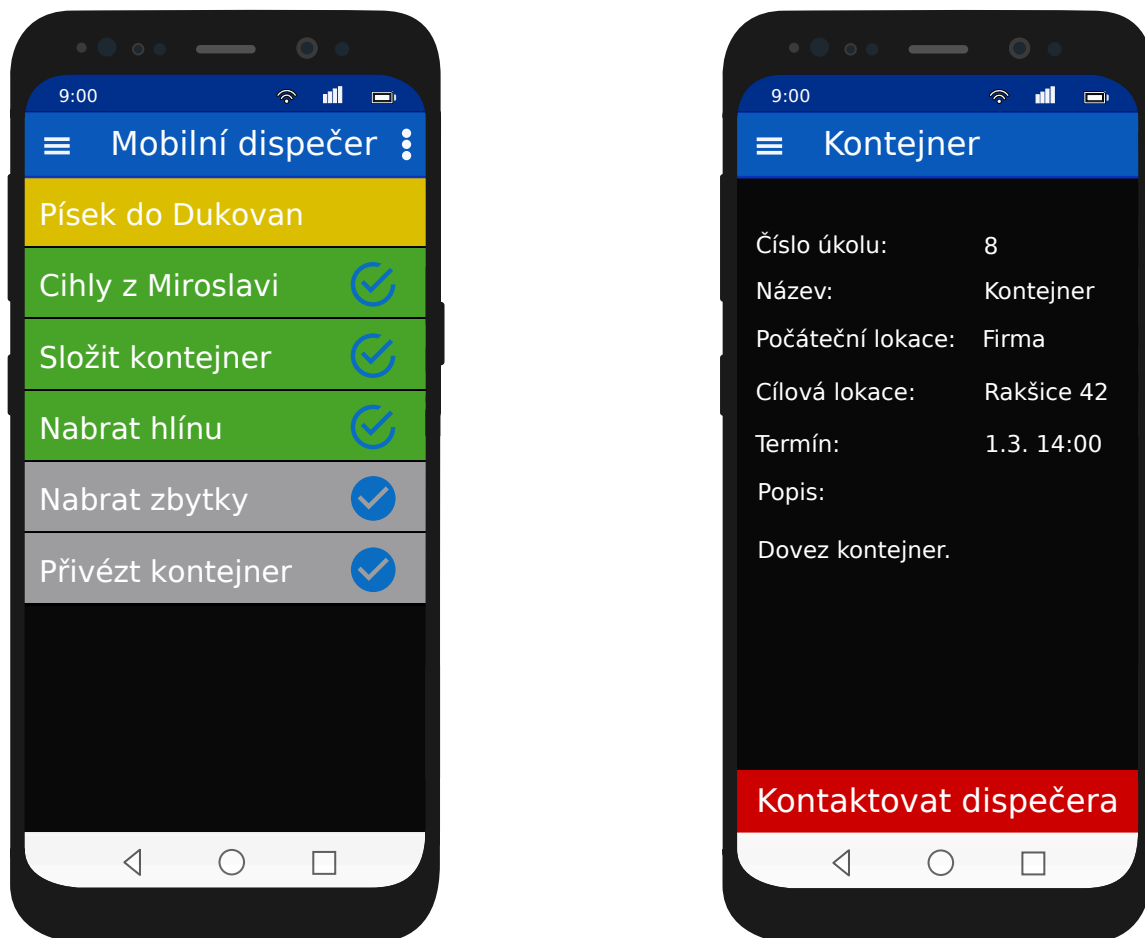 9:00
Mobilní dispečer
Písek do Dukovan
Cihly z Miroslavi
Složit kontejner
Nabrat hlínu
Nabrat zbytky
Přivézt kontejner
9:00
Kontejner
Číslo úkolu: 8
Název: Kontejner
Počáteční lokace: Firma
Cílová lokace: Rakšice 42
Termín: 1.3. 14:00
Popis:
Dovez kontejner.
Kontaktovat dispečera